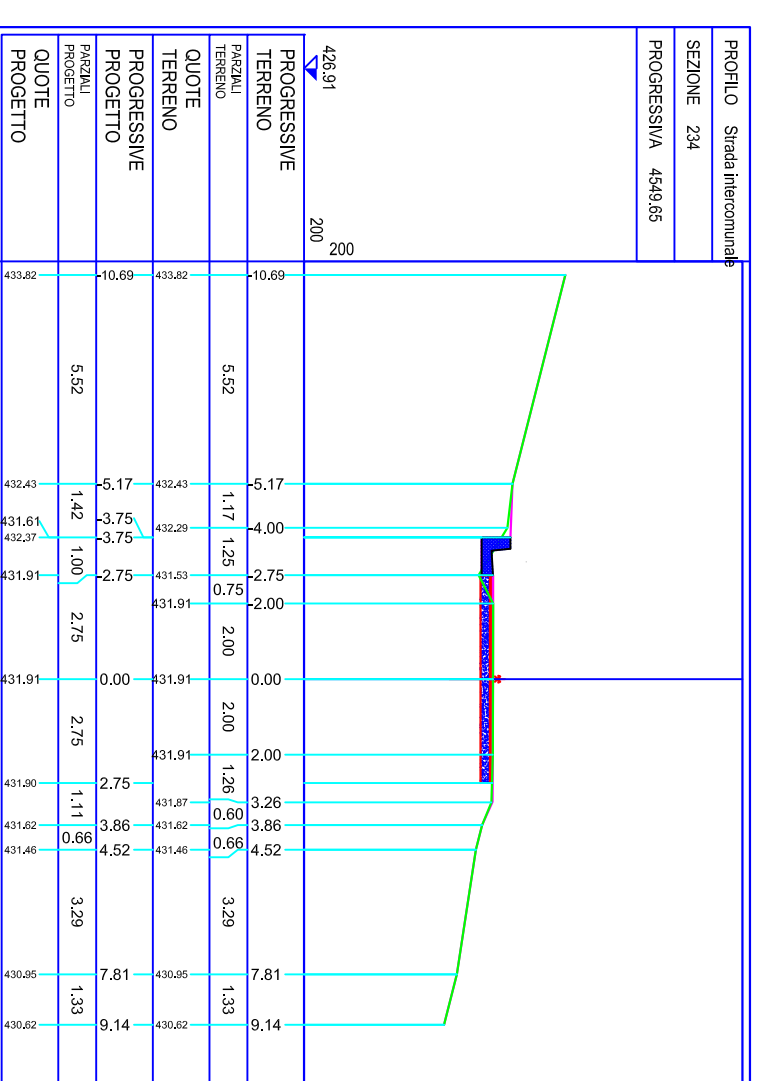 PROFILO Strada intercomunale
SEZIONE 234
PROGRESSIVA 4549.65
200
200
426.91
PROGRESSIVE TERRENO
-10.69 -5.17 -4.00 -2.75 -2.00 0.00 2.00 3.26 3.86 4.52 7.81 9.14
PARZIALI TERRENO
5.52 1.17 1.25 0.75 2.00 2.00 1.26 0.60 0.66 3.29 1.33
QUOTE TERRENO
433.82 432.43 432.29 431.53 431.91 431.91 431.91 431.87 431.62 431.46 430.95 430.62
PROGRESSIVE PROGETTO
-10.69 -5.17 -3.75 -3.75 -2.75 0.00 2.75 3.86 4.52 7.81 9.14
PARZIALI PROGETTO
5.52 1.42 1.00 2.75 2.75 1.11 0.66 3.29 1.33
QUOTE PROGETTO
433.82 432.43 431.61 432.37 431.91 431.91 431.90 431.62 431.46 430.95 430.62